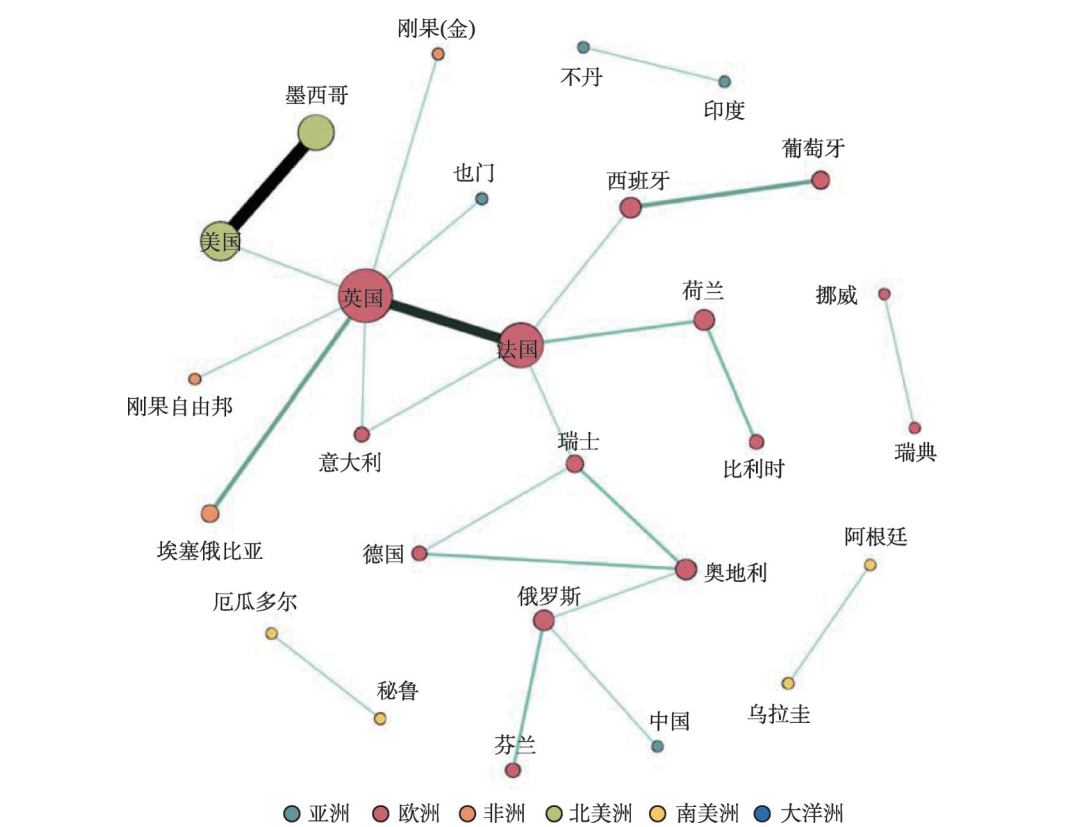 刚果(金)
不丹
印度
墨西哥
葡萄牙
也门
西班牙
美国
荷兰
挪威
英国
法国
刚果自由邦
瑞士
瑞典
意大利
比利时
阿根廷
埃塞俄比亚
德国
奥地利
俄罗斯
厄瓜多尔
秘鲁
乌拉圭
中国
芬兰
亚洲 欧洲 非洲 北美洲 南美洲 大洋洲